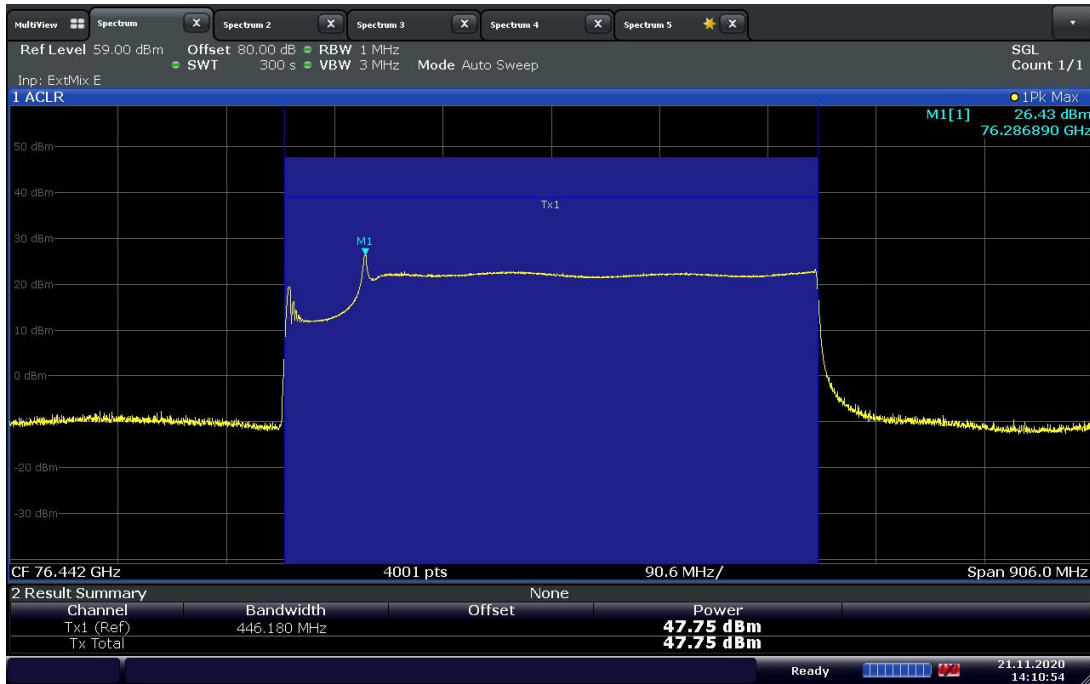 MultiView Spectrum X Spectrum 2 X Spectrum 3 X Spectrum 4 X Spectrum 5 X
Ref Level 59.00 dBm Offset 80.00 dB RBW 1 MHz SGL
SWT 300 s VBW 3 MHz Mode Auto Sweep Count 1/1
Inp: ExtMix E
1 ACLR 1Pk Max
M1[1] 26.43 dBm
76.286890 GHz
50 dBm
40 dBm
Tx1
30 dBm
M1
20 dBm
10 dBm
0 dBm
-20 dBm
-30 dBm
CF 76.442 GHz 4001 pts 90.6 MHz/ Span 906.0 MHz
2 Result Summary None
Channel Bandwidth Offset Power
Tx1 (Ref) 446.180 MHz 47.75 dBm
Tx Total 47.75 dBm
Ready 21.11.2020
14:10:54